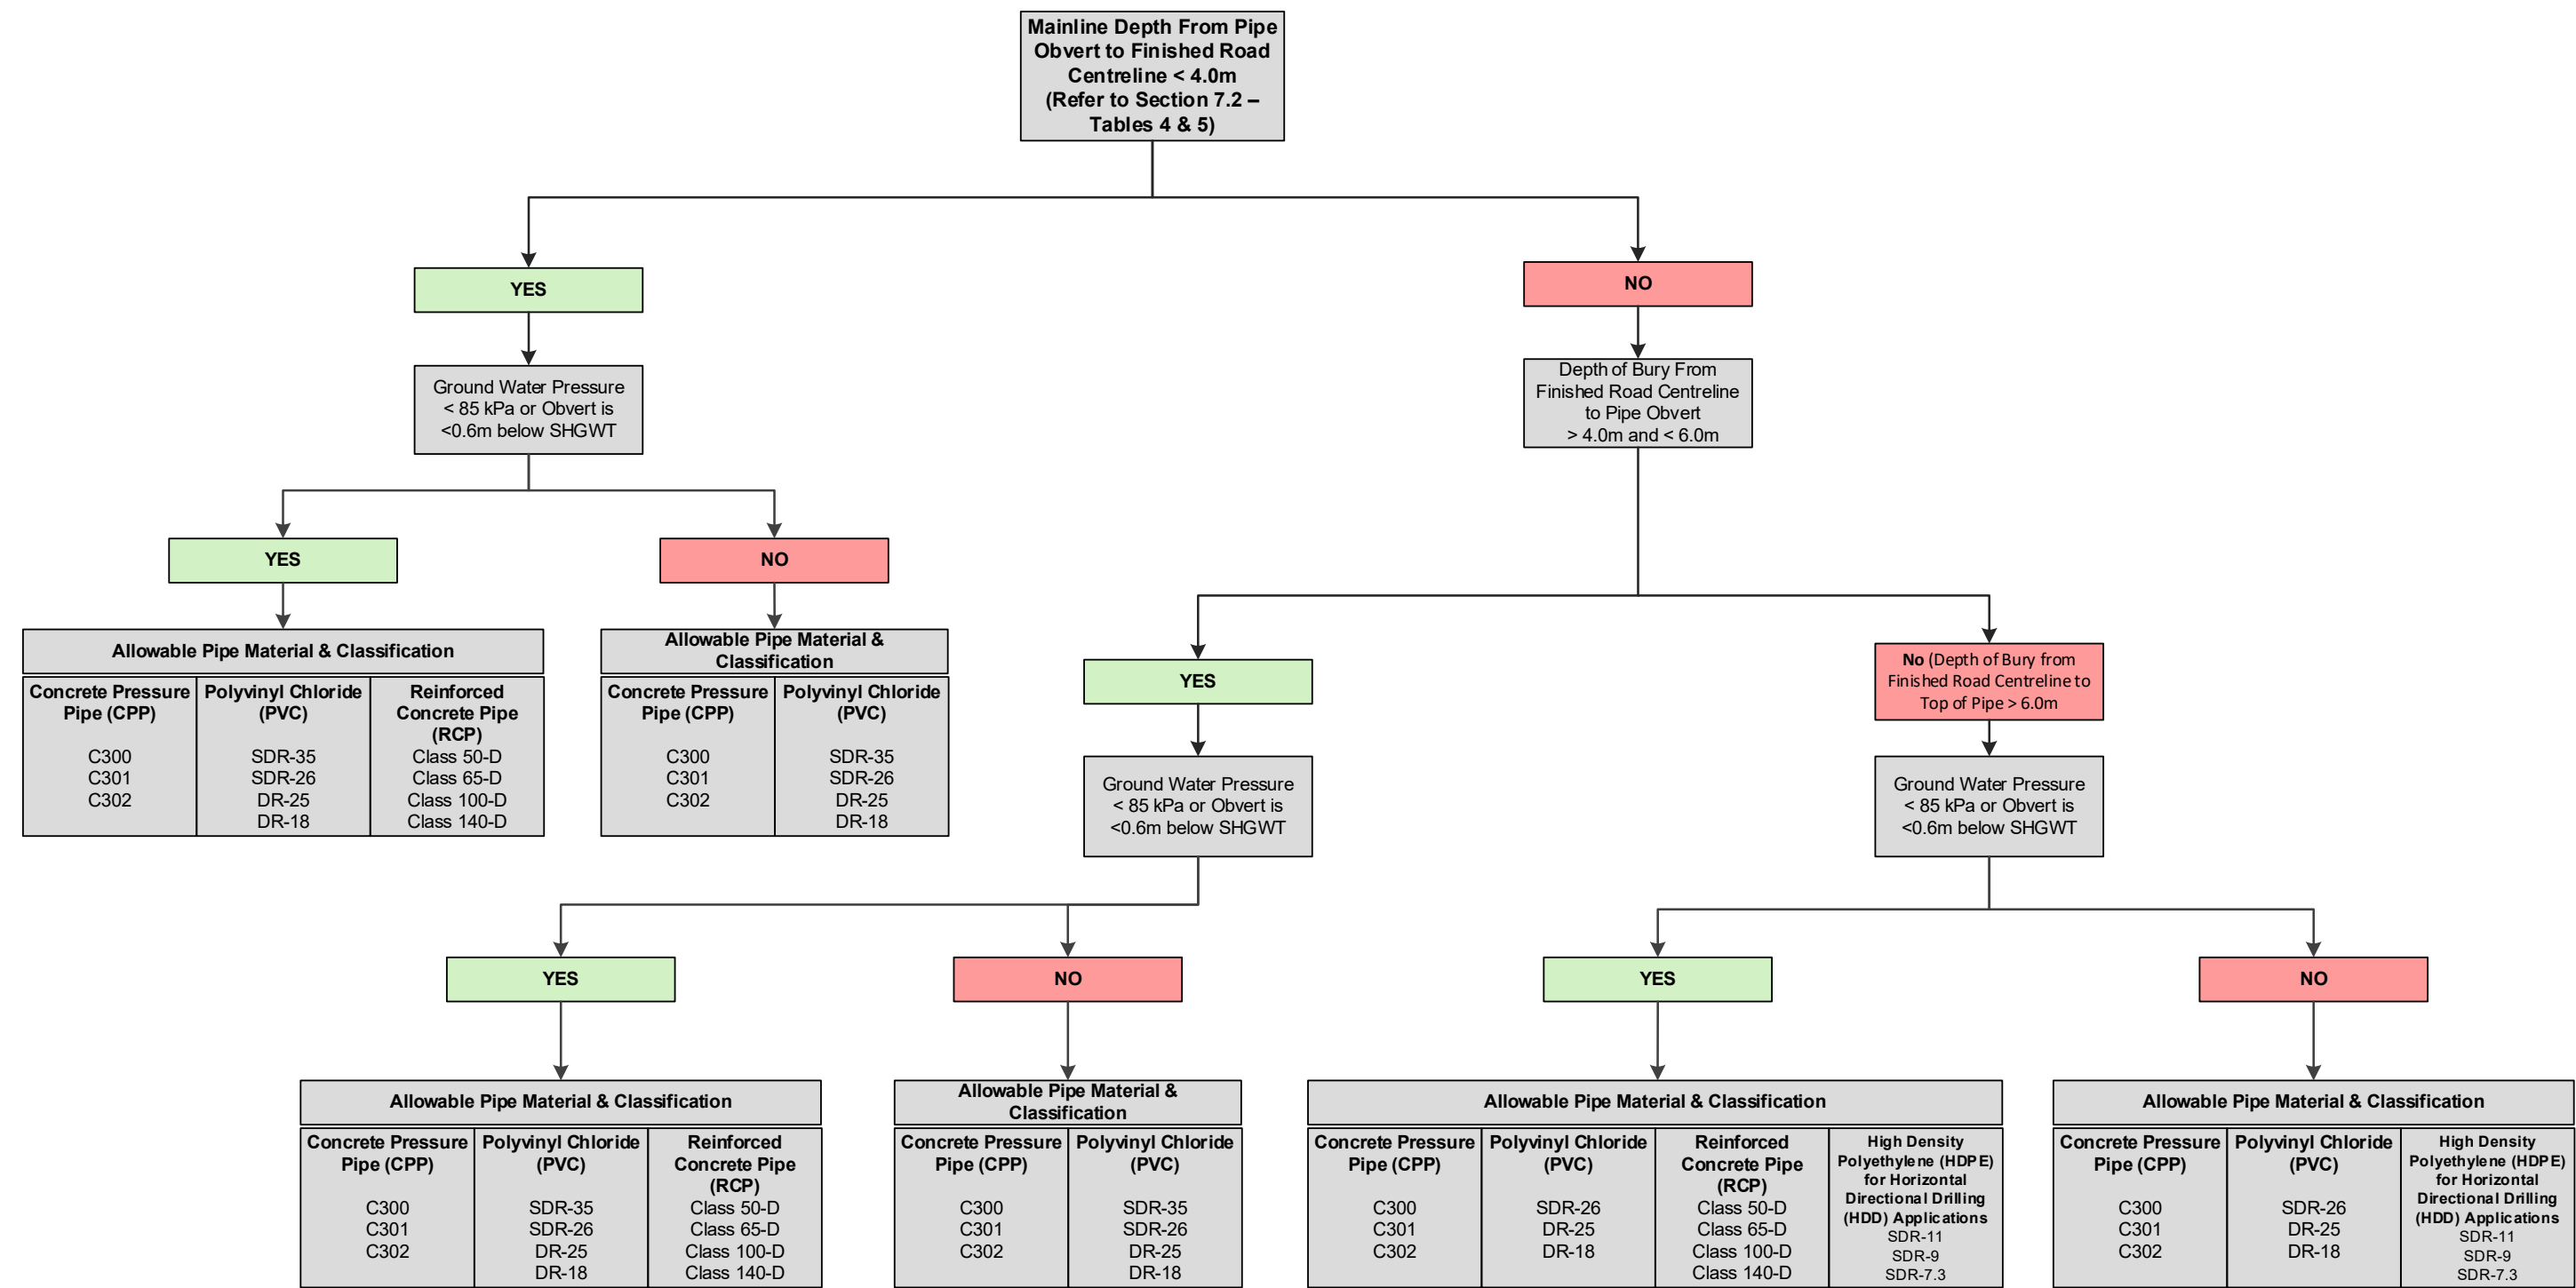 Mainline Depth From Pipe
Obvert to Finished Road
Centreline < 4.0m
(Refer to Section 7.2 –
Tables 4 & 5)
YES
NO
Ground Water Pressure
< 85 kPa or Obvert is
<0.6m below SHGWT
Depth of Bury From
Finished Road Centreline
to Pipe Obvert
> 4.0m and < 6.0m
YES
NO
Allowable Pipe Material & Classification
Concrete Pressure
Pipe (CPP)
C300
C301
C302
Polyvinyl Chloride
(PVC)
SDR-35
SDR-26
DR-25
DR-18
Reinforced
Concrete Pipe
(RCP)
Class 50-D
Class 65-D
Class 100-D
Class 140-D
Allowable Pipe Material &
Classification
Concrete Pressure
Pipe (CPP)
C300
C301
C302
Polyvinyl Chloride
(PVC)
SDR-35
SDR-26
DR-25
DR-18
YES
No (Depth of Bury from
Finished Road Centreline to
Top of Pipe > 6.0m
Ground Water Pressure
< 85 kPa or Obvert is
<0.6m below SHGWT
Ground Water Pressure
< 85 kPa or Obvert is
<0.6m below SHGWT
YES
NO
YES
NO
Allowable Pipe Material & Classification
Concrete Pressure
Pipe (CPP)
C300
C301
C302
Polyvinyl Chloride
(PVC)
SDR-35
SDR-26
DR-25
DR-18
Reinforced
Concrete Pipe
(RCP)
Class 50-D
Class 65-D
Class 100-D
Class 140-D
Allowable Pipe Material &
Classification
Concrete Pressure
Pipe (CPP)
C300
C301
C302
Polyvinyl Chloride
(PVC)
SDR-35
SDR-26
DR-25
DR-18
Allowable Pipe Material & Classification
Concrete Pressure
Pipe (CPP)
C300
C301
C302
Polyvinyl Chloride
(PVC)
SDR-26
DR-25
DR-18
Reinforced
Concrete Pipe
(RCP)
Class 50-D
Class 65-D
Class 100-D
Class 140-D
High Density
Polyethylene (HDPE)
for Horizontal
Directional Drilling
(HDD) Applications
SDR-11
SDR-9
SDR-7.3
Allowable Pipe Material & Classification
Concrete Pressure
Pipe (CPP)
C300
C301
C302
Polyvinyl Chloride
(PVC)
SDR-26
DR-25
DR-18
High Density
Polyethylene (HDPE)
for Horizontal
Directional Drilling
(HDD) Applications
SDR-11
SDR-9
SDR-7.3